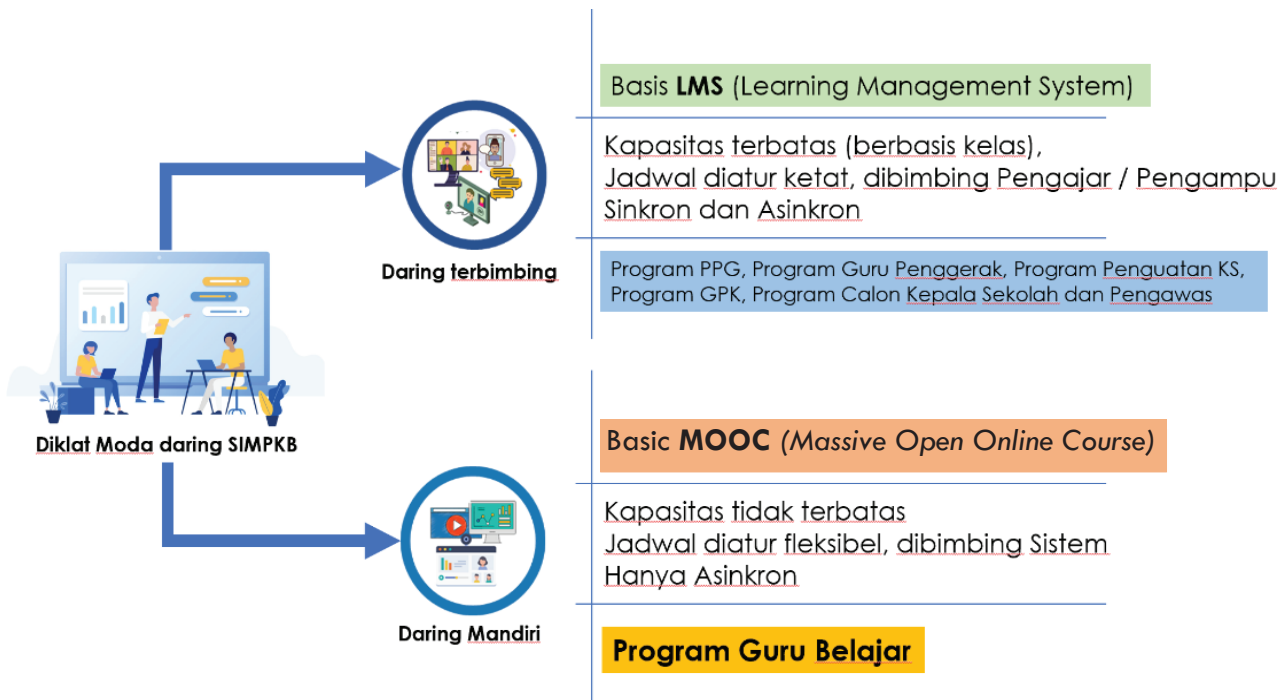 Basis LMS (Learning Management System)
Kapasitas terbatas (berbasis kelas),
Jadwal diatur ketat, dibimbing Pengajar / Pengampu
Sinkron dan Asinkron
Daring terbimbing
Program PPG, Program Guru Penggerak, Program Penguatan KS,
Program GPK, Program Calon Kepala Sekolah dan Pengawas
Diklat Moda daring SIMPKB
Basic MOOC (Massive Open Online Course)
Kapasitas tidak terbatas
Jadwal diatur fleksibel, dibimbing Sistem
Hanya Asinkron
Daring Mandiri
Program Guru Belajar